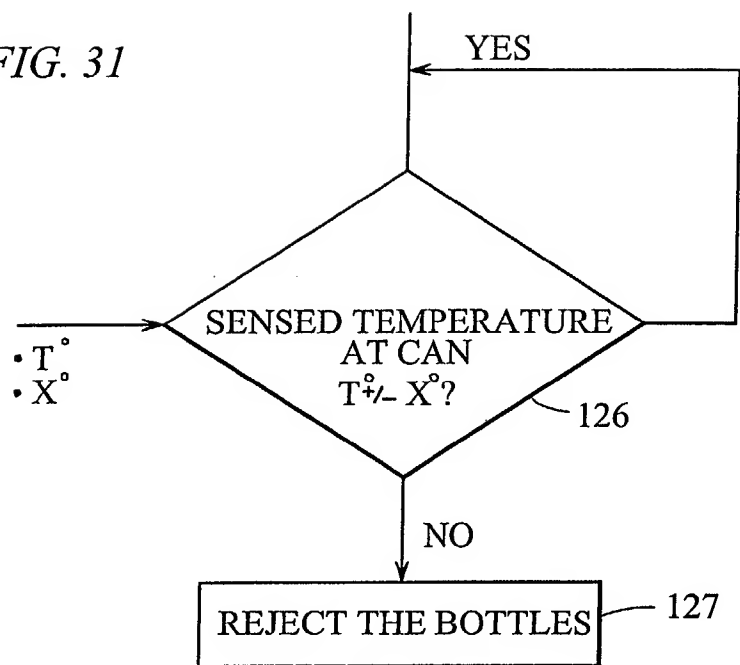 FIG. 31
YES
SENSED TEMPERATURE
AT CAN
T°+/- X°?
• T°
• X°
126
NO
REJECT THE BOTTLES
127